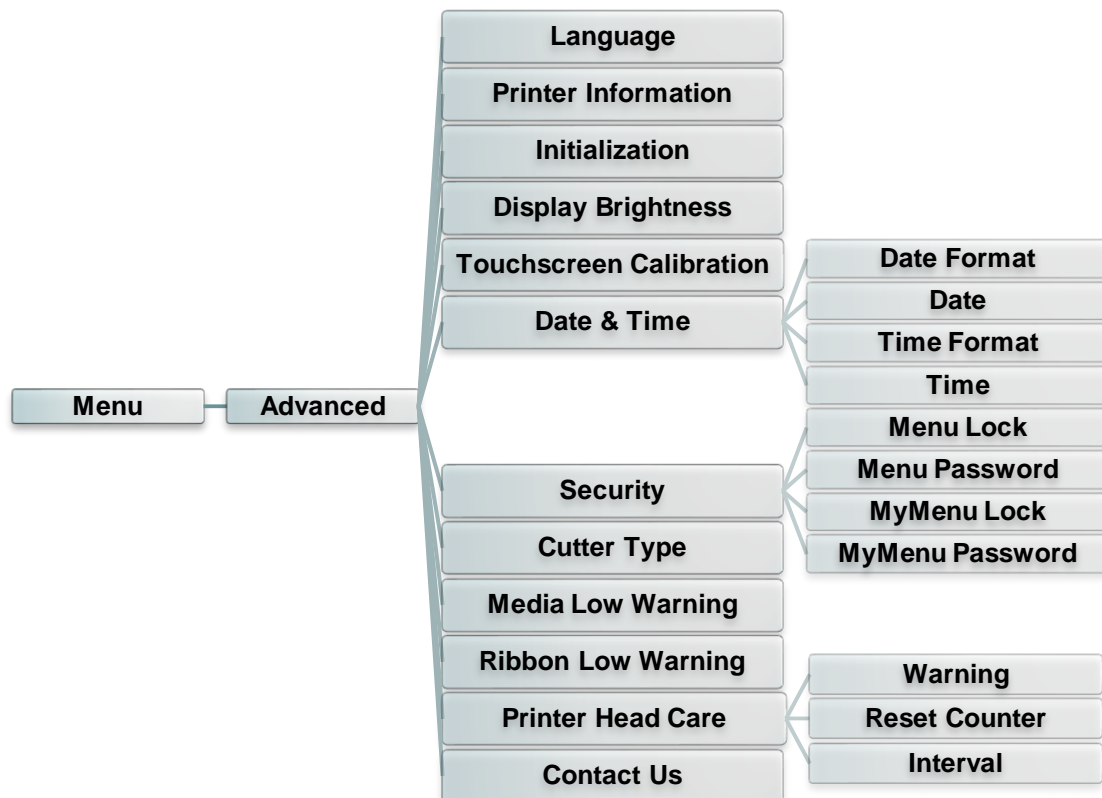 Menu
Advanced
Language
Printer Information
Initialization
Display Brightness
Touchscreen Calibration
Date & Time
Date Format
Date
Time Format
Time
Security
Menu Lock
Menu Password
MyMenu Lock
MyMenu Password
Cutter Type
Media Low Warning
Ribbon Low Warning
Printer Head Care
Warning
Reset Counter
Interval
Contact Us